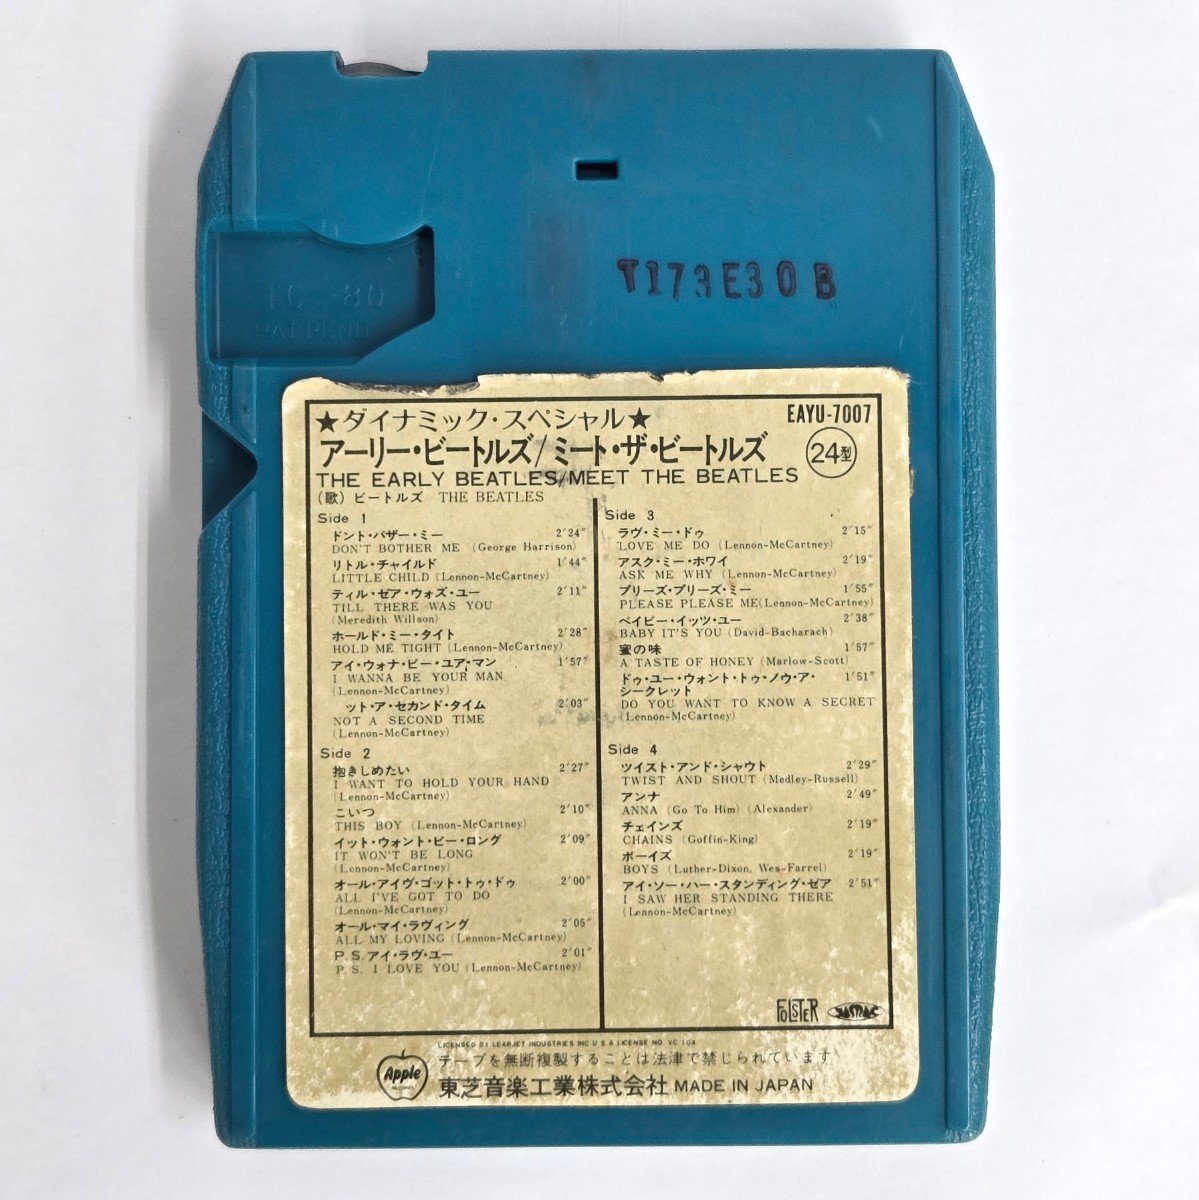 TC-80
PAT.PEND
T173E30B
★ダイナミック・スペシャル★
EAYU-7007
アーリー・ビートルズ/ミート・ザ・ビートルズ
24型
THE EARLY BEATLES/MEET THE BEATLES
(歌) ビートルズ THE BEATLES
Side 1
ドント・バザー・ミー 2'24"
DON'T BOTHER ME (George Harrison)
リトル・チャイルド 1'44"
LITTLE CHILD (Lennon-McCartney)
ティル・ゼア・ウォズ・ユー 2'11"
TILL THERE WAS YOU
(Meredith Willson)
ホールド・ミー・タイト 2'28"
HOLD ME TIGHT (Lennon-McCartney)
アイ・ウォナ・ビー・ユア・マン 1'57"
I WANNA BE YOUR MAN
(Lennon-McCartney)
ット・ア・セカンド・タイム 2'03"
NOT A SECOND TIME
(Lennon-McCartney)
Side 2
抱きしめたい 2'27"
I WANT TO HOLD YOUR HAND
(Lennon-McCartney)
こいつ 2'10"
THIS BOY (Lennon-McCartney)
イット・ウォント・ビー・ロング 2'09"
IT WON'T BE LONG
(Lennon-McCartney)
オール・アイヴ・ゴット・トゥ・ドゥ 2'00"
ALL I'VE GOT TO DO
(Lennon-McCartney)
オール・マイ・ラヴィング 2'05"
ALL MY LOVING (Lennon-McCartney)
P.S.アイ・ラヴ・ユー 2'01"
P.S. I LOVE YOU (Lennon-McCartney)
Side 3
ラヴ・ミー・ドゥ 2'15"
LOVE ME DO (Lennon-McCartney)
アスク・ミー・ホワイ 2'19"
ASK ME WHY (Lennon-McCartney)
プリーズ・プリーズ・ミー 1'55"
PLEASE PLEASE ME(Lennon-McCartney)
ベイビー・イッツ・ユー 2'38"
BABY IT'S YOU (David-Bacharach)
蜜の味 1'57"
A TASTE OF HONEY (Marlow-Scott)
ドゥ・ユー・ウォント・トゥ・ノウ・ア・ 1'51"
シークレット
DO YOU WANT TO KNOW A SECRET
(Lennon-McCartney)
Side 4
ツイスト・アンド・シャウト 2'29"
TWIST AND SHOUT (Medley-Russell)
アンナ 2'49"
ANNA (Go To Him) (Alexander)
チェインズ 2'19"
CHAINS (Goffin-King)
ボーイズ 2'19"
BOYS (Luther-Dixon, Wes-Farrel)
アイ・ソー・ハー・スタンディング・ゼア 2'51"
I SAW HER STANDING THERE
(Lennon-McCartney)
FOLSTER JASRAC
LICENSED BY LEARJET INDUSTRIES INC U S A LICENSE NO. VC 104
テープを無断複製することは法律で禁じられています
Apple
RECORDS
東芝音楽工業株式会社 MADE IN JAPAN